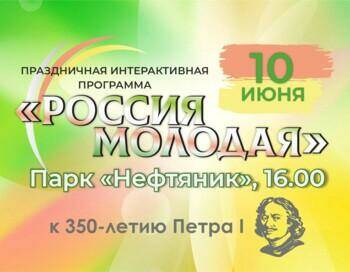 ПРАЗДНИЧНАЯ ИНТЕРАКТИВНАЯ
ПРОГРАММА
10
ИЮНЯ
«РОССИЯ
МОЛОДАЯ»
Парк «Нефтяник», 16.00
к 350-летию Петра I